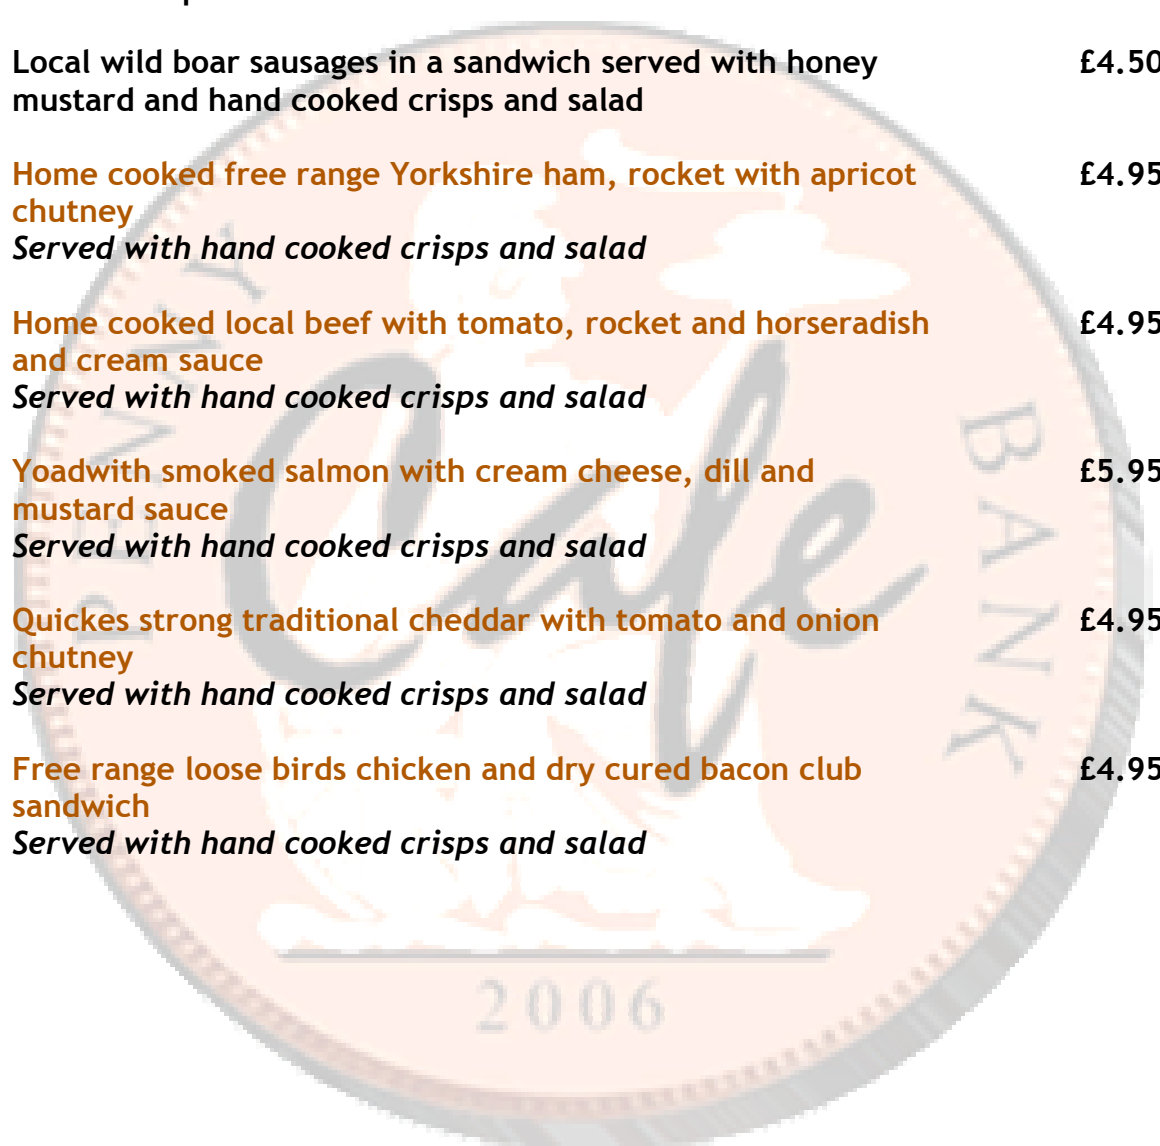 Local wild boar sausages in a sandwich served with honey £4.50
mustard and hand cooked crisps and salad
Home cooked free range Yorkshire ham, rocket with apricot £4.95
chutney
Served with hand cooked crisps and salad
Home cooked local beef with tomato, rocket and horseradish £4.95
and cream sauce
Served with hand cooked crisps and salad
Yoadwith smoked salmon with cream cheese, dill and £5.95
mustard sauce
Served with hand cooked crisps and salad
Quickes strong traditional cheddar with tomato and onion £4.95
chutney
Served with hand cooked crisps and salad
Free range loose birds chicken and dry cured bacon club £4.95
sandwich
Served with hand cooked crisps and salad
PENNY
Cafe
BANK
2006